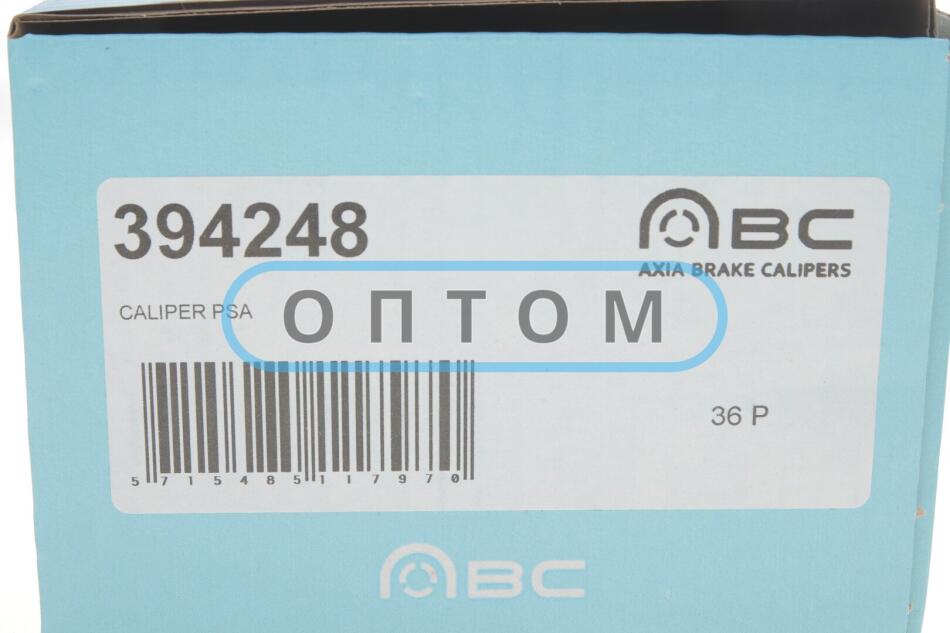 394248
ABC
AXIA BRAKE CALIPERS
CALIPER PSA
ОПТОМ
36 P
5 715485 117970
ABC